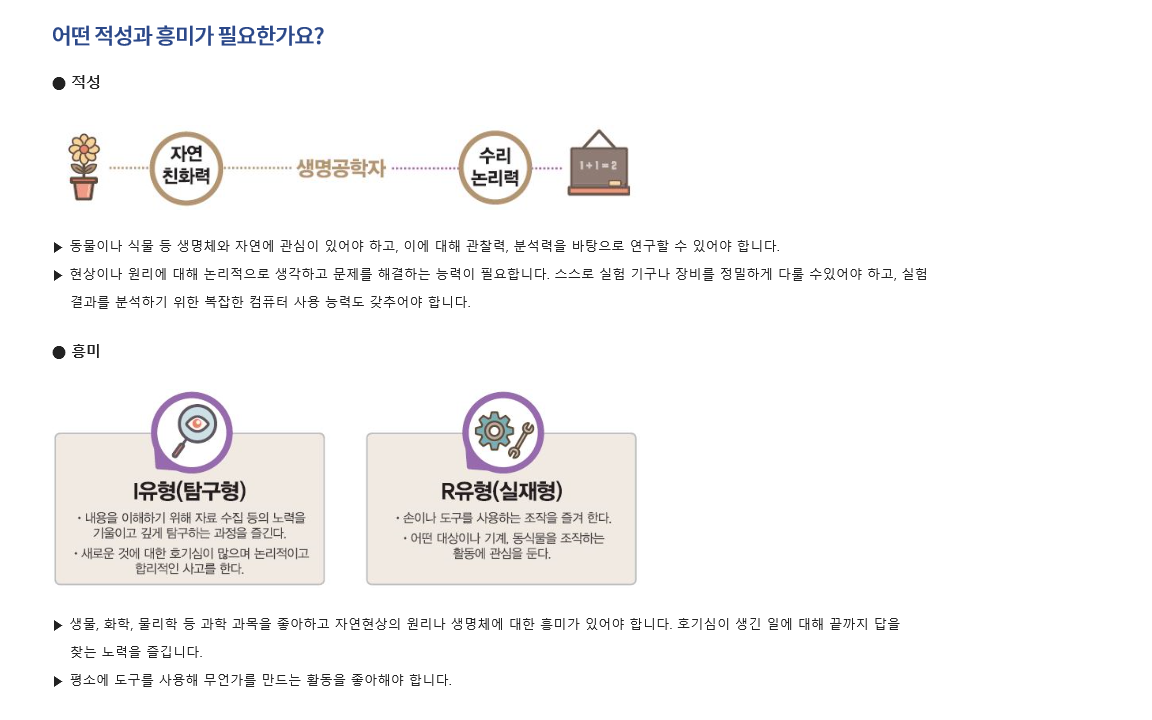 어떤 적성과 흥미가 필요한가요?
● 적성
자연
친화력
생명공학자
수리
논리력
1+1=2
▶ 동물이나 식물 등 생명체와 자연에 관심이 있어야 하고, 이에 대해 관찰력, 분석력을 바탕으로 연구할 수 있어야 합니다.
▶ 현상이나 원리에 대해 논리적으로 생각하고 문제를 해결하는 능력이 필요합니다. 스스로 실험 기구나 장비를 정밀하게 다룰 수있어야 하고, 실험
결과를 분석하기 위한 복잡한 컴퓨터 사용 능력도 갖추어야 합니다.
● 흥미
I유형(탐구형)
· 내용을 이해하기 위해 자료 수집 등의 노력을
기울이고 깊게 탐구하는 과정을 즐긴다.
· 새로운 것에 대한 호기심이 많으며 논리적이고
합리적인 사고를 한다.
R유형(실재형)
· 손이나 도구를 사용하는 조작을 즐겨 한다.
· 어떤 대상이나 기계, 동식물을 조작하는
활동에 관심을 둔다.
▶ 생물, 화학, 물리학 등 과학 과목을 좋아하고 자연현상의 원리나 생명체에 대한 흥미가 있어야 합니다. 호기심이 생긴 일에 대해 끝까지 답을
찾는 노력을 즐깁니다.
▶ 평소에 도구를 사용해 무언가를 만드는 활동을 좋아해야 합니다.